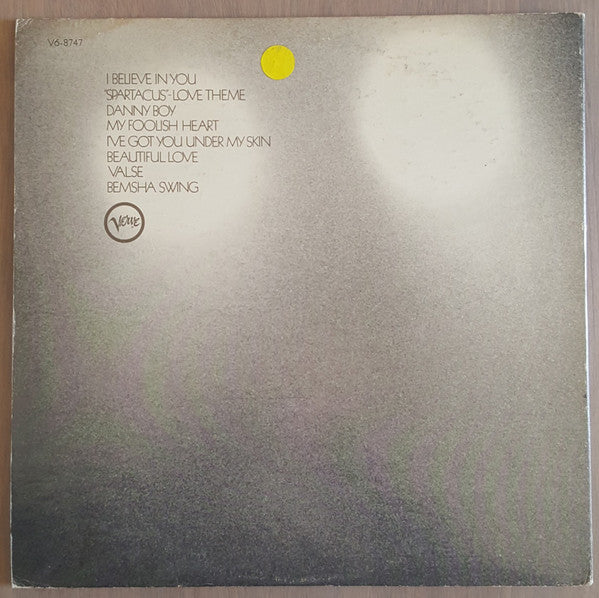 V6-8747
I BELIEVE IN YOU
"SPARTACUS"-LOVE THEME
DANNY BOY
MY FOOLISH HEART
I'VE GOT YOU UNDER MY SKIN
BEAUTIFUL LOVE
VALSE
BEMSHA SWING
Verve